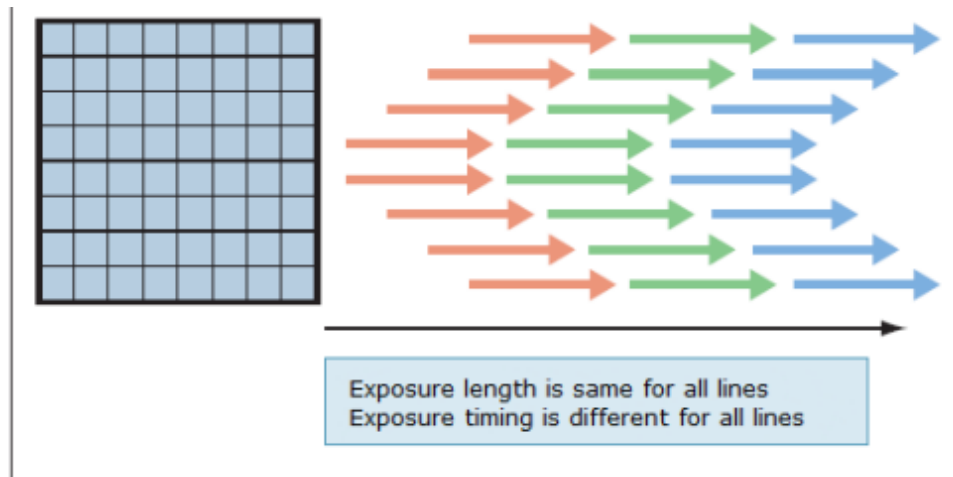 Exposure length is same for all lines
Exposure timing is different for all lines